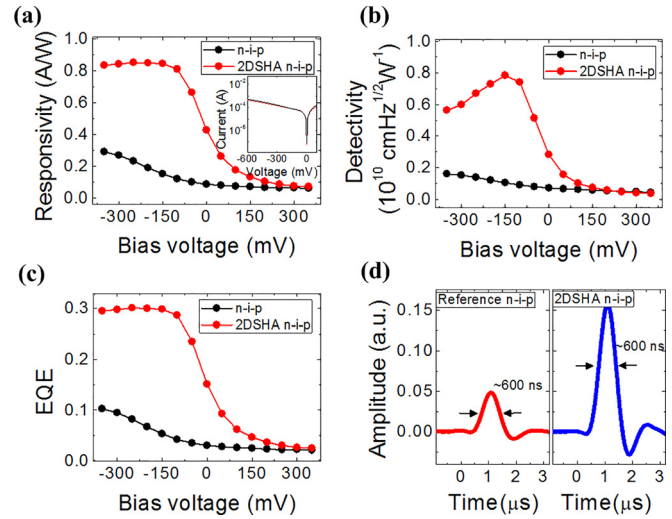 (a)
Responsivity (A/W)
1.0
0.8
0.6
0.4
0.2
0.0
n-i-p
2DSHA n-i-p
Current (A)
10⁻²
10⁻⁴
10⁻⁶
-600
-300
0
Voltage (mV)
-300 -150 0 150 300
Bias voltage (mV)
(b)
Detectivity
(10¹⁰ cmHz¹ᐟ²W⁻¹)
1.0
0.8
0.6
0.4
0.2
0.0
n-i-p
2DSHA n-i-p
-300 -150 0 150 300
Bias voltage (mV)
(c)
EQE
0.3
0.2
0.1
0.0
n-i-p
2DSHA n-i-p
-300 -150 0 150 300
Bias voltage (mV)
(d)
Amplitude (a.u.)
0.15
0.10
0.05
0.00
Reference n-i-p
~600 ns
0 1 2 3
Time (μs)
2DSHA n-i-p
~600 ns
0 1 2 3
Time (μs)